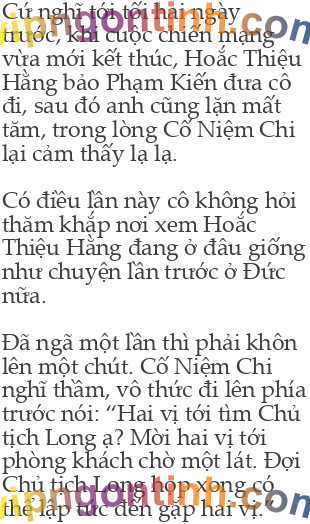 Cứ nghĩ tới tối hai ngày
trước, khi cuộc chiến mạng
vừa mới kết thúc, Hoắc Thiệu
Hằng bảo Phạm Kiến đưa cô
đi, sau đó anh cũng lặn mất
tăm, trong lòng Cố Niệm Chi
lại cảm thấy lạ lạ.
Có điều lần này cô không hỏi
thăm khắp nơi xem Hoắc
Thiệu Hằng đang ở đâu giống
như chuyện lần trước ở Đức
nữa.
Đã ngã một lần thì phải khôn
lên một chút. Cố Niệm Chi
nghĩ thầm, vô thức đi lên phía
trước nói: “Hai vị tới tìm Chủ
tịch Long ạ? Mời hai vị tới
phòng khách chờ một lát. Đợi
Chủ tịch Long họp xong có
thể lập tức đến gặp hai vị.”
vipngontinh.com
vipngontinh.com